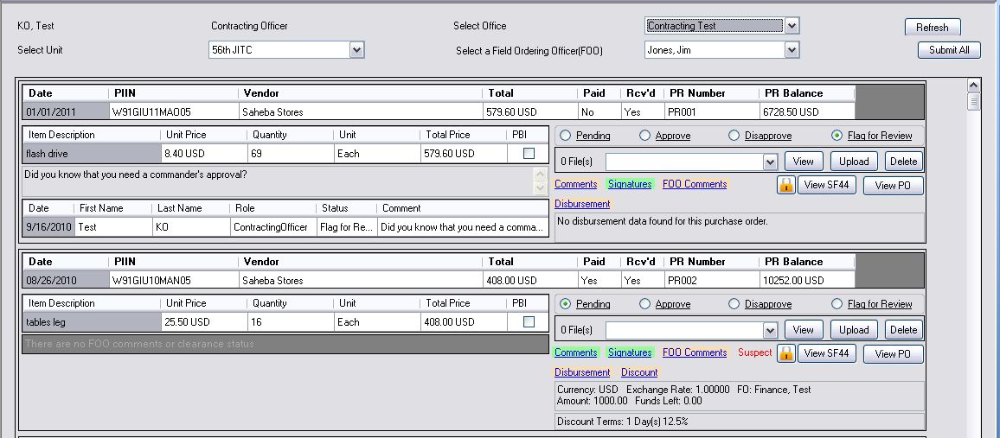 KO, Test Contracting Officer Select Office Contracting Test Refresh
Select Unit 56th JITC Select a Field Ordering Officer(FOO) Jones, Jim Submit All
Date PIIN Vendor Total Paid Rcv'd PR Number PR Balance
01/01/2011 W91GIU11MAO05 Saheba Stores 579.60 USD No Yes PR001 6728.50 USD
Item Description Unit Price Quantity Unit Total Price PBI
flash drive 8.40 USD 69 Each 579.60 USD
Did you know that you need a commander's approval?
Date First Name Last Name Role Status Comment
9/16/2010 Test KO ContractingOfficer Flag for Re... Did you know that you need a comma...
Pending Approve Disapprove Flag for Review
0 File(s) View Upload Delete
Comments Signatures FOO Comments View SF44 View PO
Disbursement
No disbursement data found for this purchase order.
Date PIIN Vendor Total Paid Rcv'd PR Number PR Balance
08/26/2010 W91GIU10MAN05 Saheba Stores 408.00 USD Yes Yes PR002 10252.00 USD
Item Description Unit Price Quantity Unit Total Price PBI
tables leg 25.50 USD 16 Each 408.00 USD
There are no FOO comments or clearance status
Pending Approve Disapprove Flag for Review
0 File(s) View Upload Delete
Comments Signatures FOO Comments Suspect View SF44 View PO
Disbursement Discount
Currency: USD Exchange Rate: 1.00000 FO: Finance, Test
Amount: 1000.00 Funds Left: 0.00
Discount Terms: 1 Day(s) 12.5%